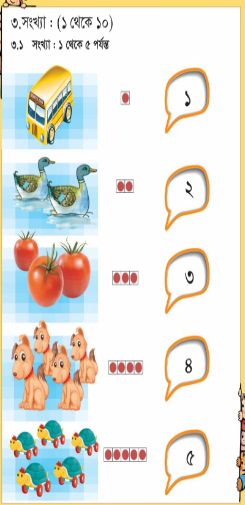 ৩.সংখ্যা : (১ থেকে ১০)
৩.১ সংখ্যা : ১ থেকে ৫ পর্যন্ত
১
২
৩
৪
৫